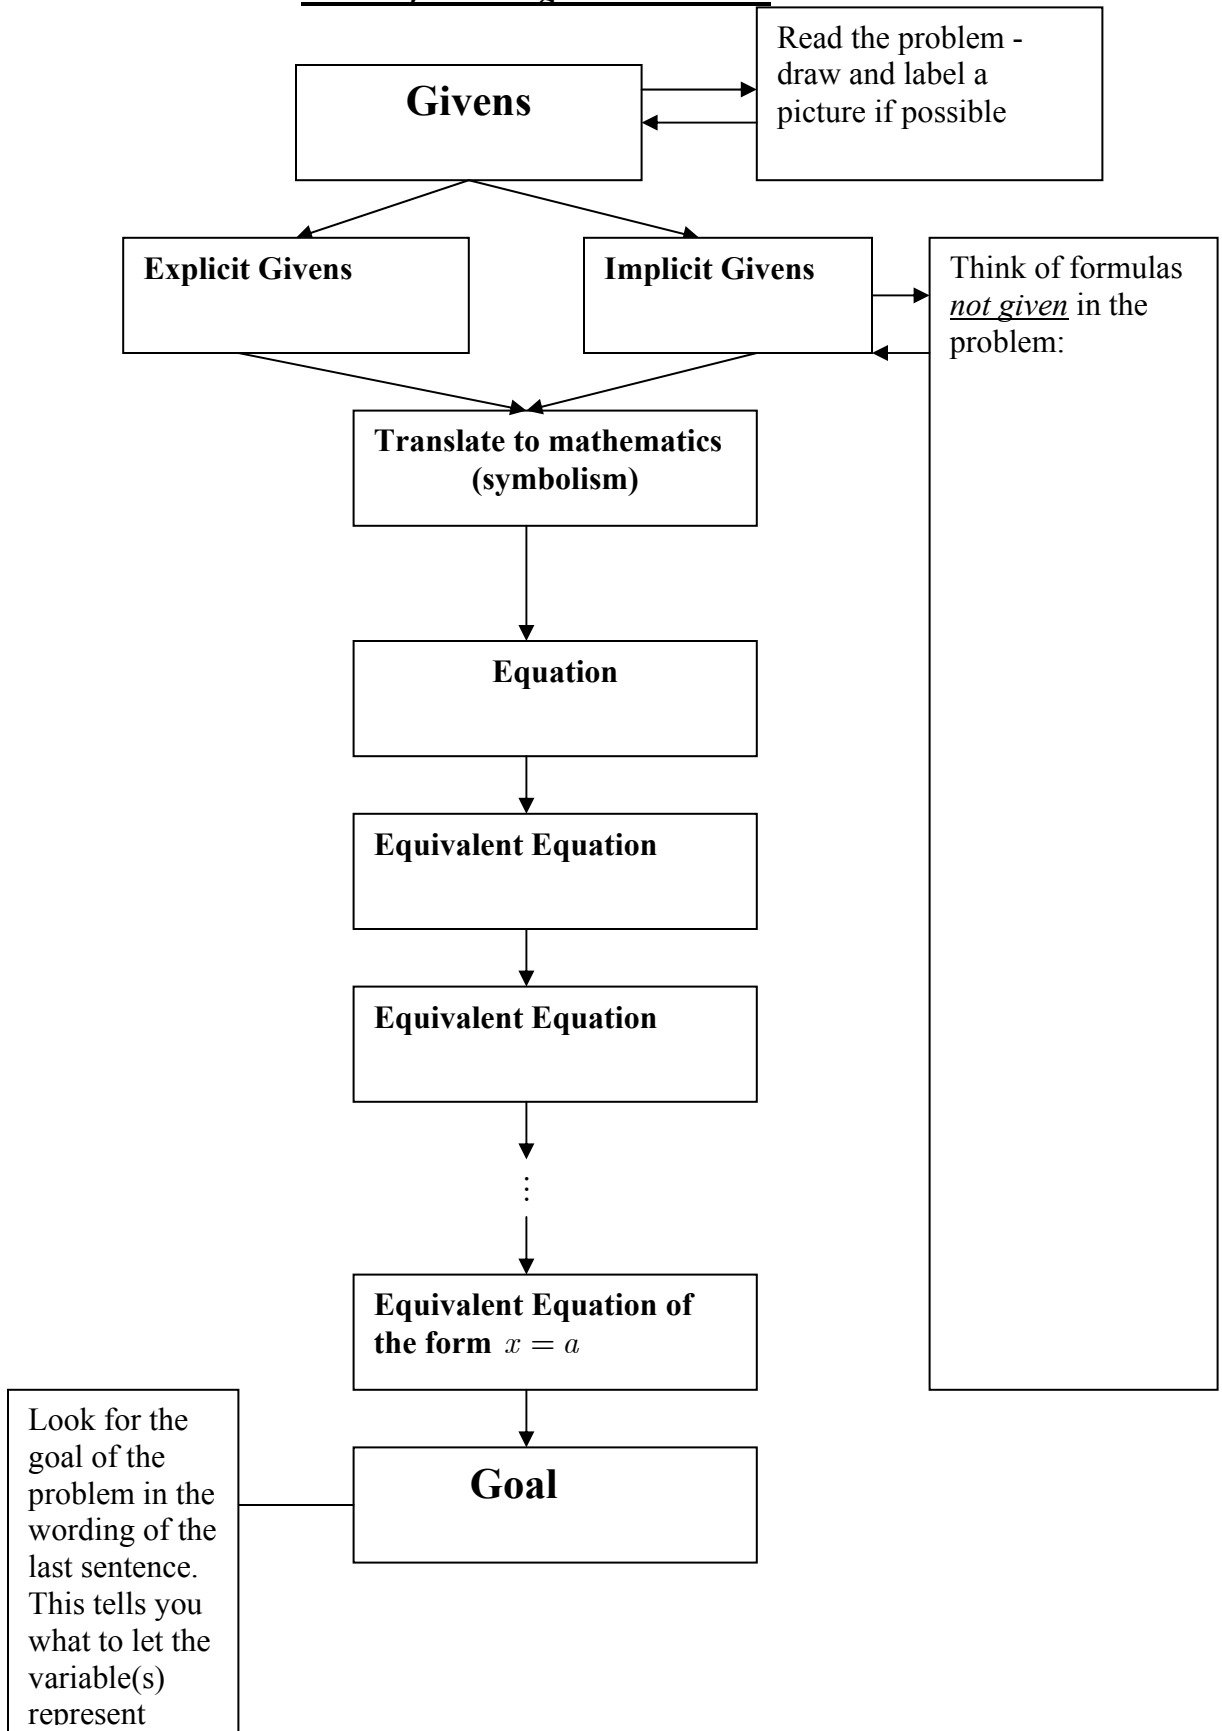 Read the problem -
draw and label a
picture if possible
Givens
Explicit Givens
Implicit Givens
Think of formulas
not given in the
problem:
Translate to mathematics
(symbolism)
Equation
Equivalent Equation
Equivalent Equation
⋮
Equivalent Equation of
the form x = a
Goal
Look for the
goal of the
problem in the
wording of the
last sentence.
This tells you
what to let the
variable(s)
represent